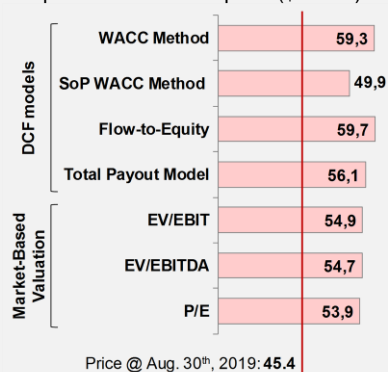 WACC Method 59,3
SoP WACC Method 49,9
Flow-to-Equity 59,7
Total Payout Model 56,1
DCF models
EV/EBIT 54,9
EV/EBITDA 54,7
P/E 53,9
Market-Based
Valuation
Price @ Aug. 30th, 2019: 45.4